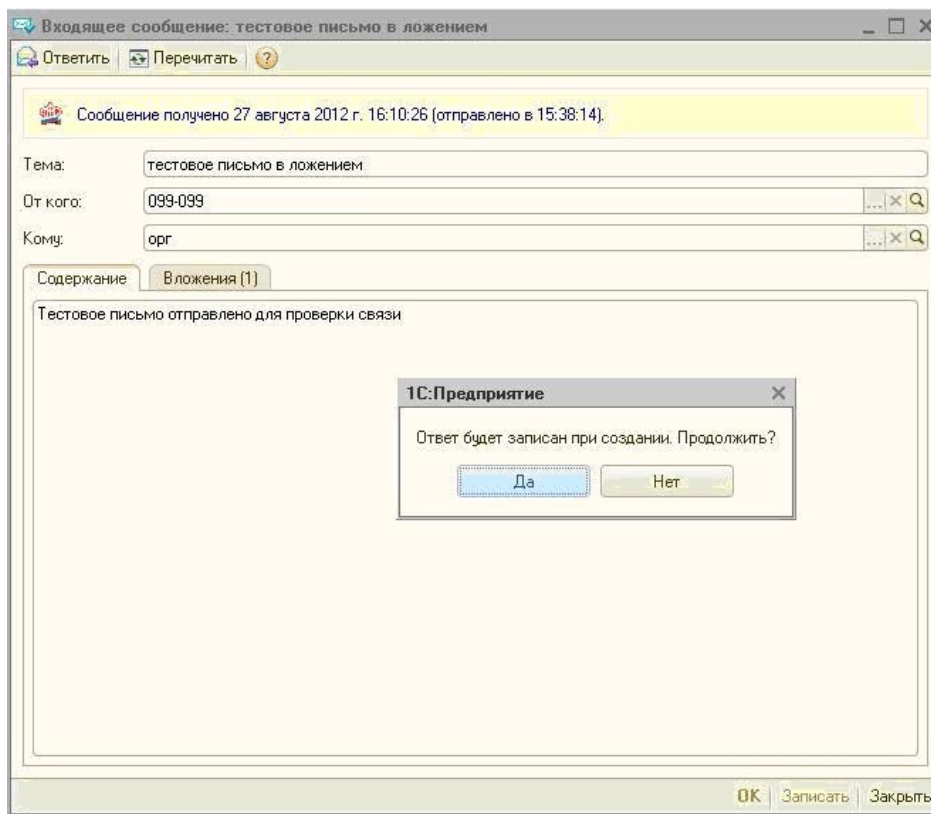 Входящее сообщение: тестовое письмо в ложением
Ответить Перечитать ?
Сообщение получено 27 августа 2012 г. 16:10:26 (отправлено в 15:38:14).
Тема: тестовое письмо в ложением
От кого: 099-099 ...
Кому: орг ...
Содержание Вложения (1)
Тестовое письмо отправлено для проверки связи
1С:Предприятие
Ответ будет записан при создании. Продолжить?
Да Нет
OK Записать Закрыть